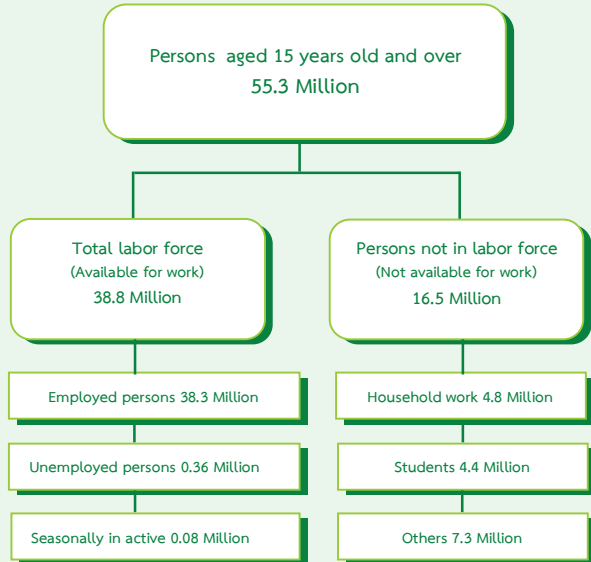 Persons aged 15 years old and over
55.3 Million
Total labor force
(Available for work)
38.8 Million
Persons not in labor force
(Not available for work)
16.5 Million
Employed persons 38.3 Million
Household work 4.8 Million
Unemployed persons 0.36 Million
Students 4.4 Million
Seasonally in active 0.08 Million
Others 7.3 Million